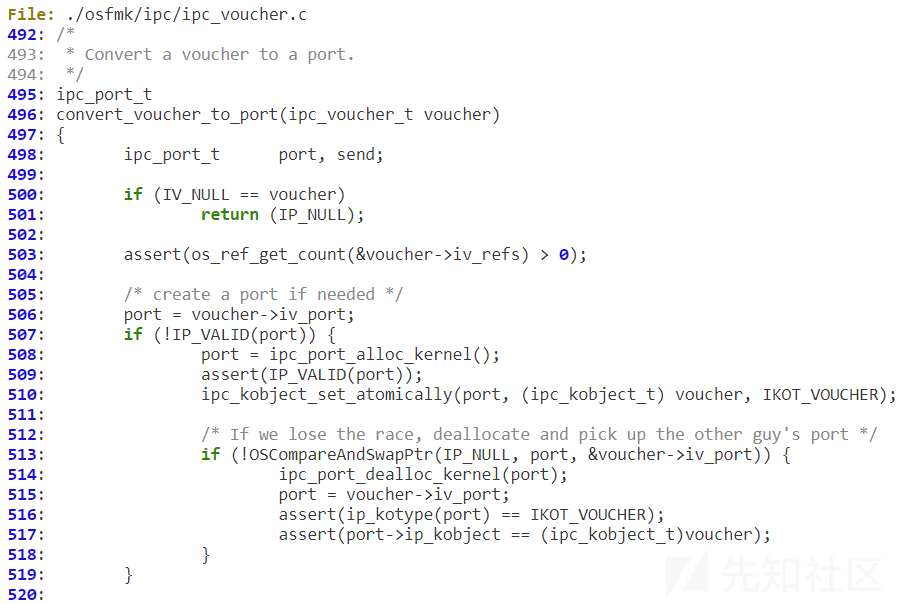 File: ./osfmk/ipc/ipc_voucher.c
492: /*
493:  * Convert a voucher to a port.
494:  */
495: ipc_port_t
496: convert_voucher_to_port(ipc_voucher_t voucher)
497: {
498:         ipc_port_t      port, send;
499:
500:         if (IV_NULL == voucher)
501:                 return (IP_NULL);
502:
503:         assert(os_ref_get_count(&voucher->iv_refs) > 0);
504:
505:         /* create a port if needed */
506:         port = voucher->iv_port;
507:         if (!IP_VALID(port)) {
508:                 port = ipc_port_alloc_kernel();
509:                 assert(IP_VALID(port));
510:                 ipc_kobject_set_atomically(port, (ipc_kobject_t) voucher, IKOT_VOUCHER);
511:
512:                 /* If we lose the race, deallocate and pick up the other guy's port */
513:                 if (!OSCompareAndSwapPtr(IP_NULL, port, &voucher->iv_port)) {
514:                         ipc_port_dealloc_kernel(port);
515:                         port = voucher->iv_port;
516:                         assert(ip_kotype(port) == IKOT_VOUCHER);
517:                         assert(port->ip_kobject == (ipc_kobject_t)voucher);
518:                 }
519:         }
520:
先知社区